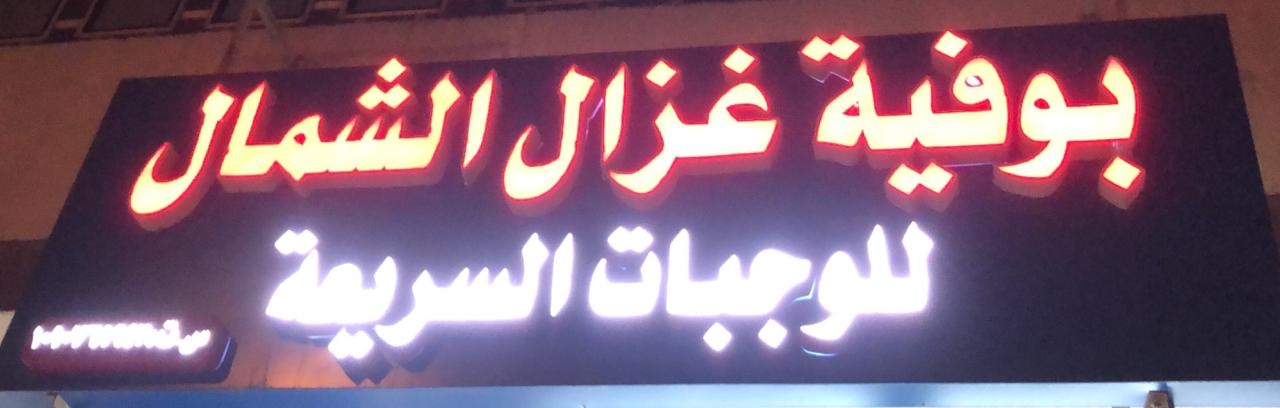 بوفية غزال الشمال
للوجبات السريعة
س ت